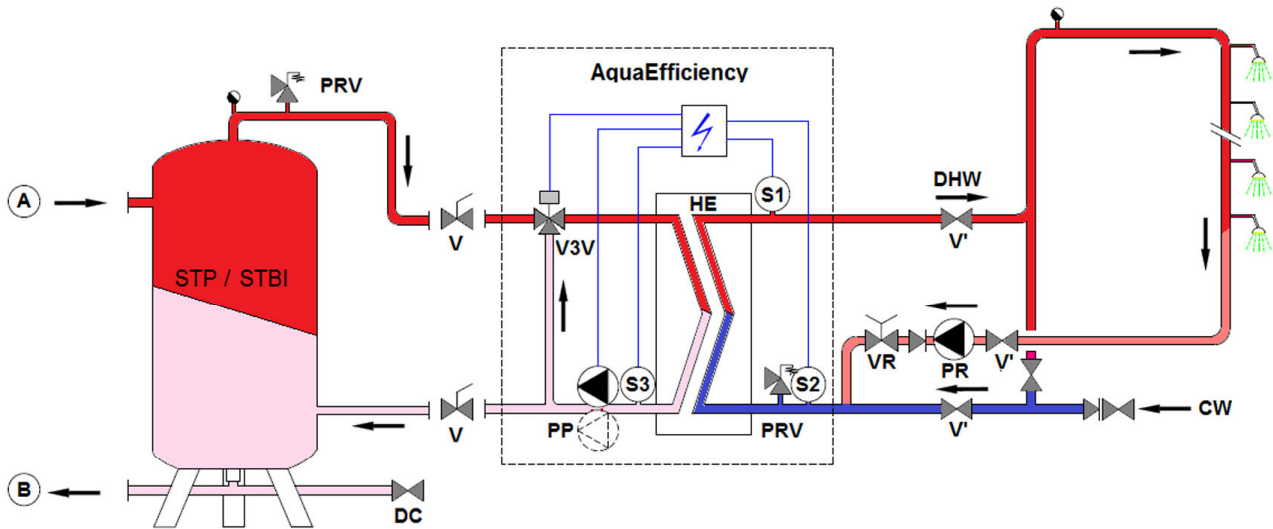 AquaEfficiency
PRV
A
S1
HE
DHW
V
V3V
V'
STP / STBI
VR
PR
V'
S3
S2
PP
PRV
V
V'
CW
B
DC